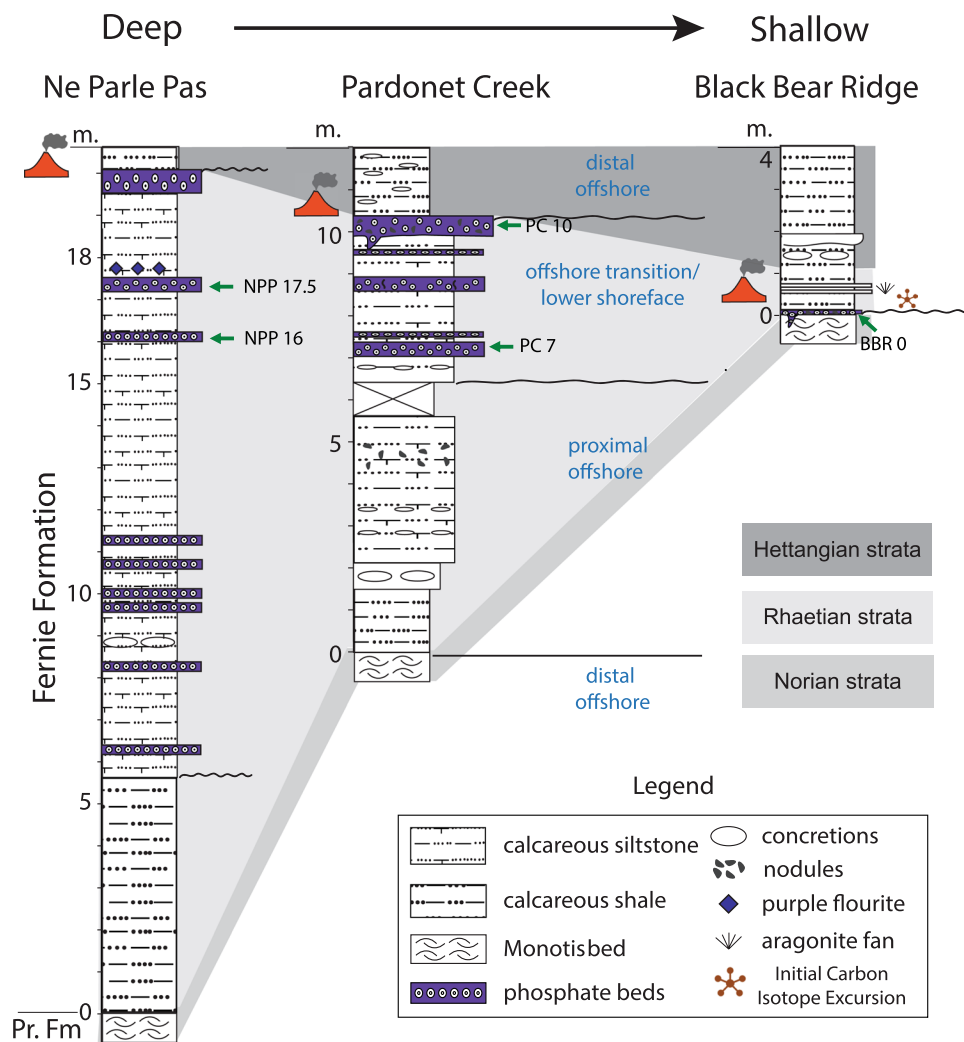 Deep
Shallow
Ne Parle Pas
Pardonet Creek
Black Bear Ridge
m.
m.
m.
4
distal
offshore
PC 10
10
18
offshore transition/
lower shoreface
NPP 17.5
0
BBR 0
NPP 16
PC 7
15
5
proximal
offshore
Fernie Formation
10
Hettangian strata
Rhaetian strata
0
distal
offshore
Norian strata
5
0
Pr. Fm
Legend
calcareous siltstone
calcareous shale
Monotis bed
phosphate beds
concretions
nodules
purple flourite
aragonite fan
Initial Carbon
Isotope Excursion